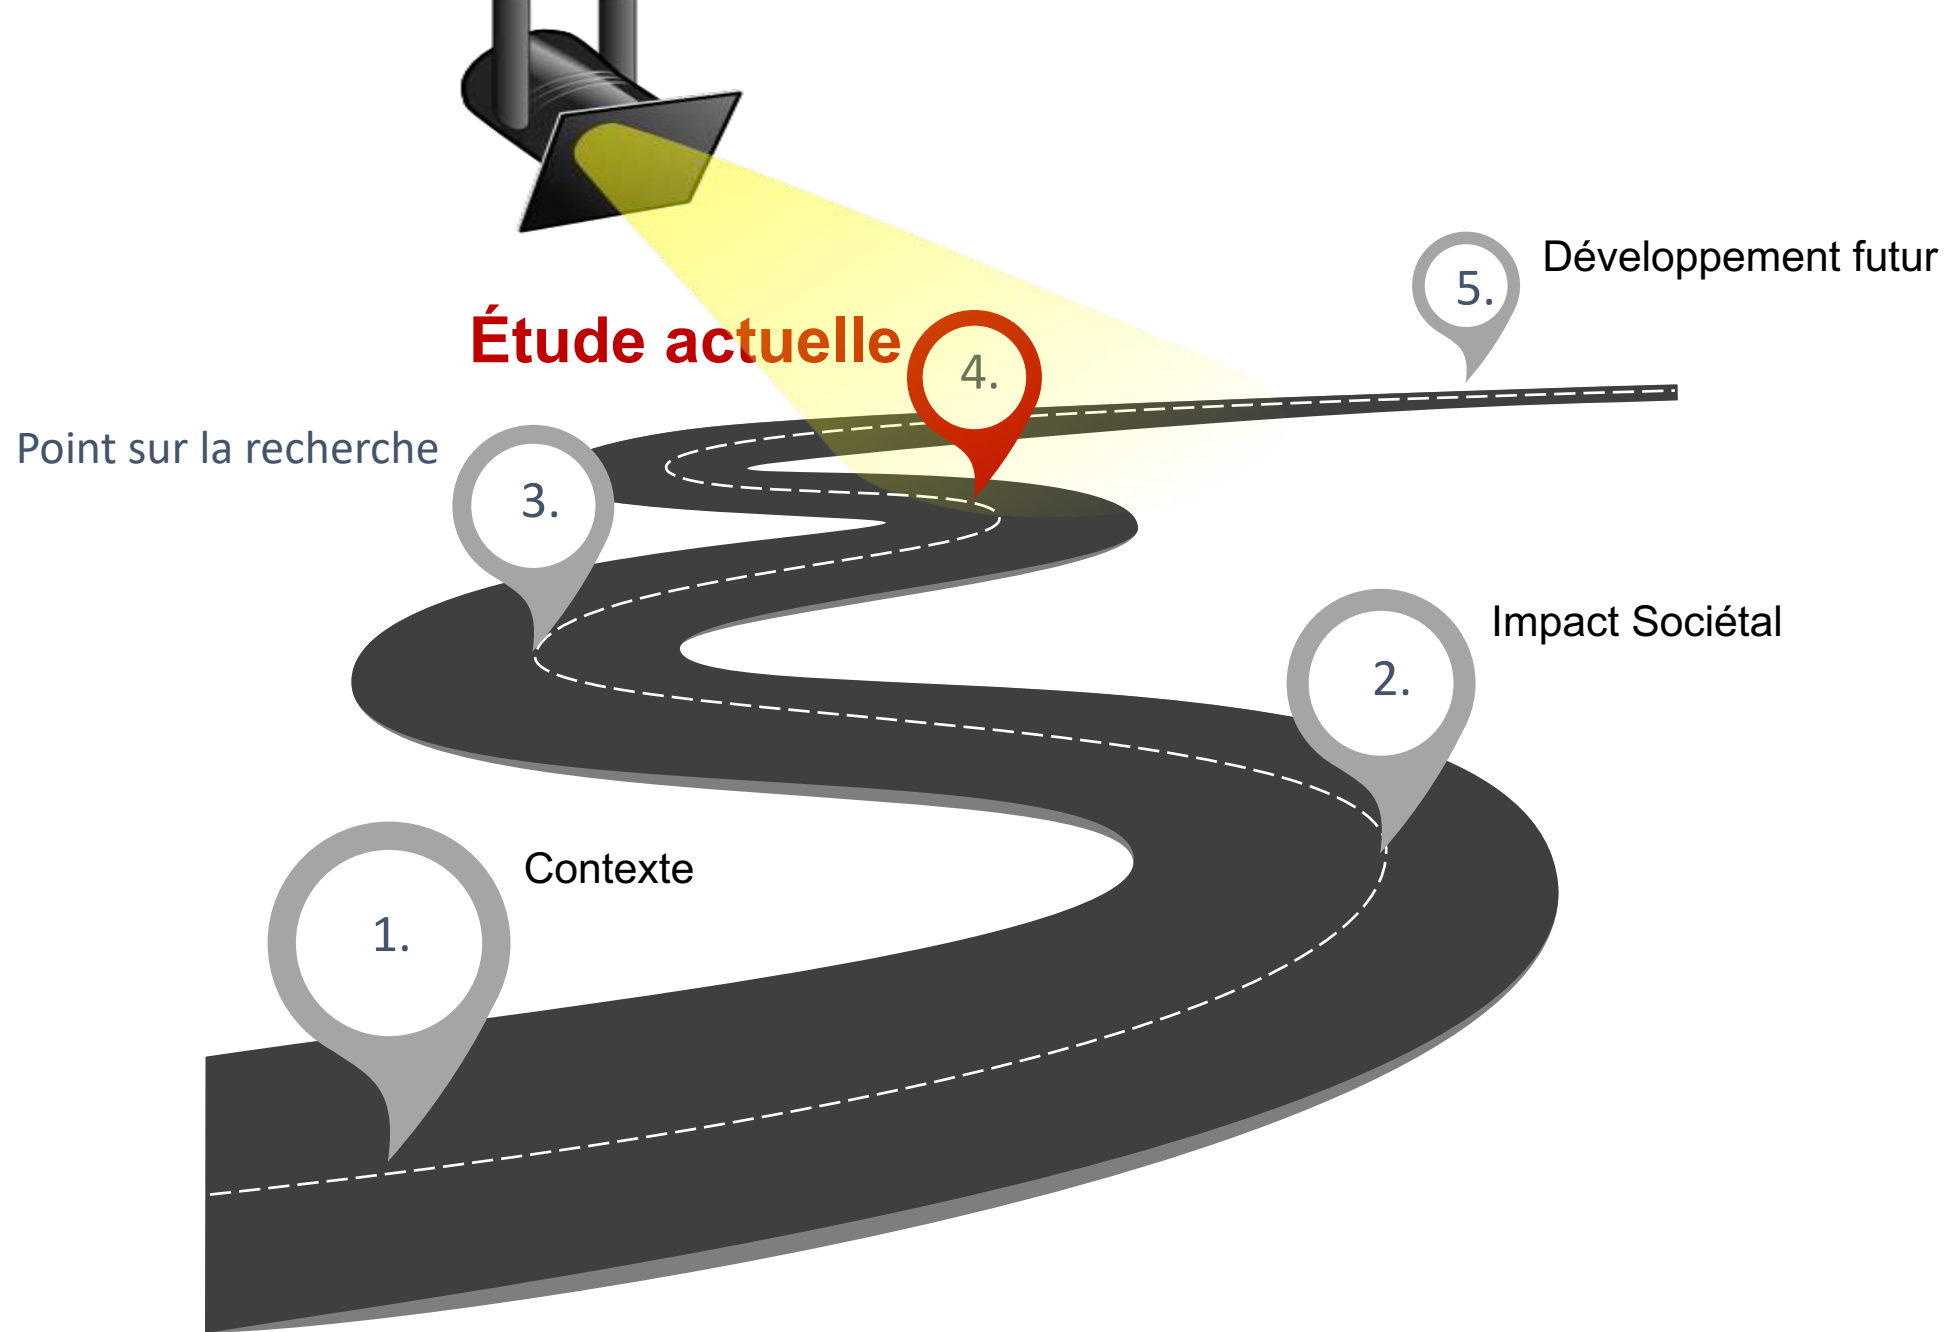 Développement futur
5.
Étude actuelle
4.
Point sur la recherche
3.
Impact Sociétal
2.
Contexte
1.